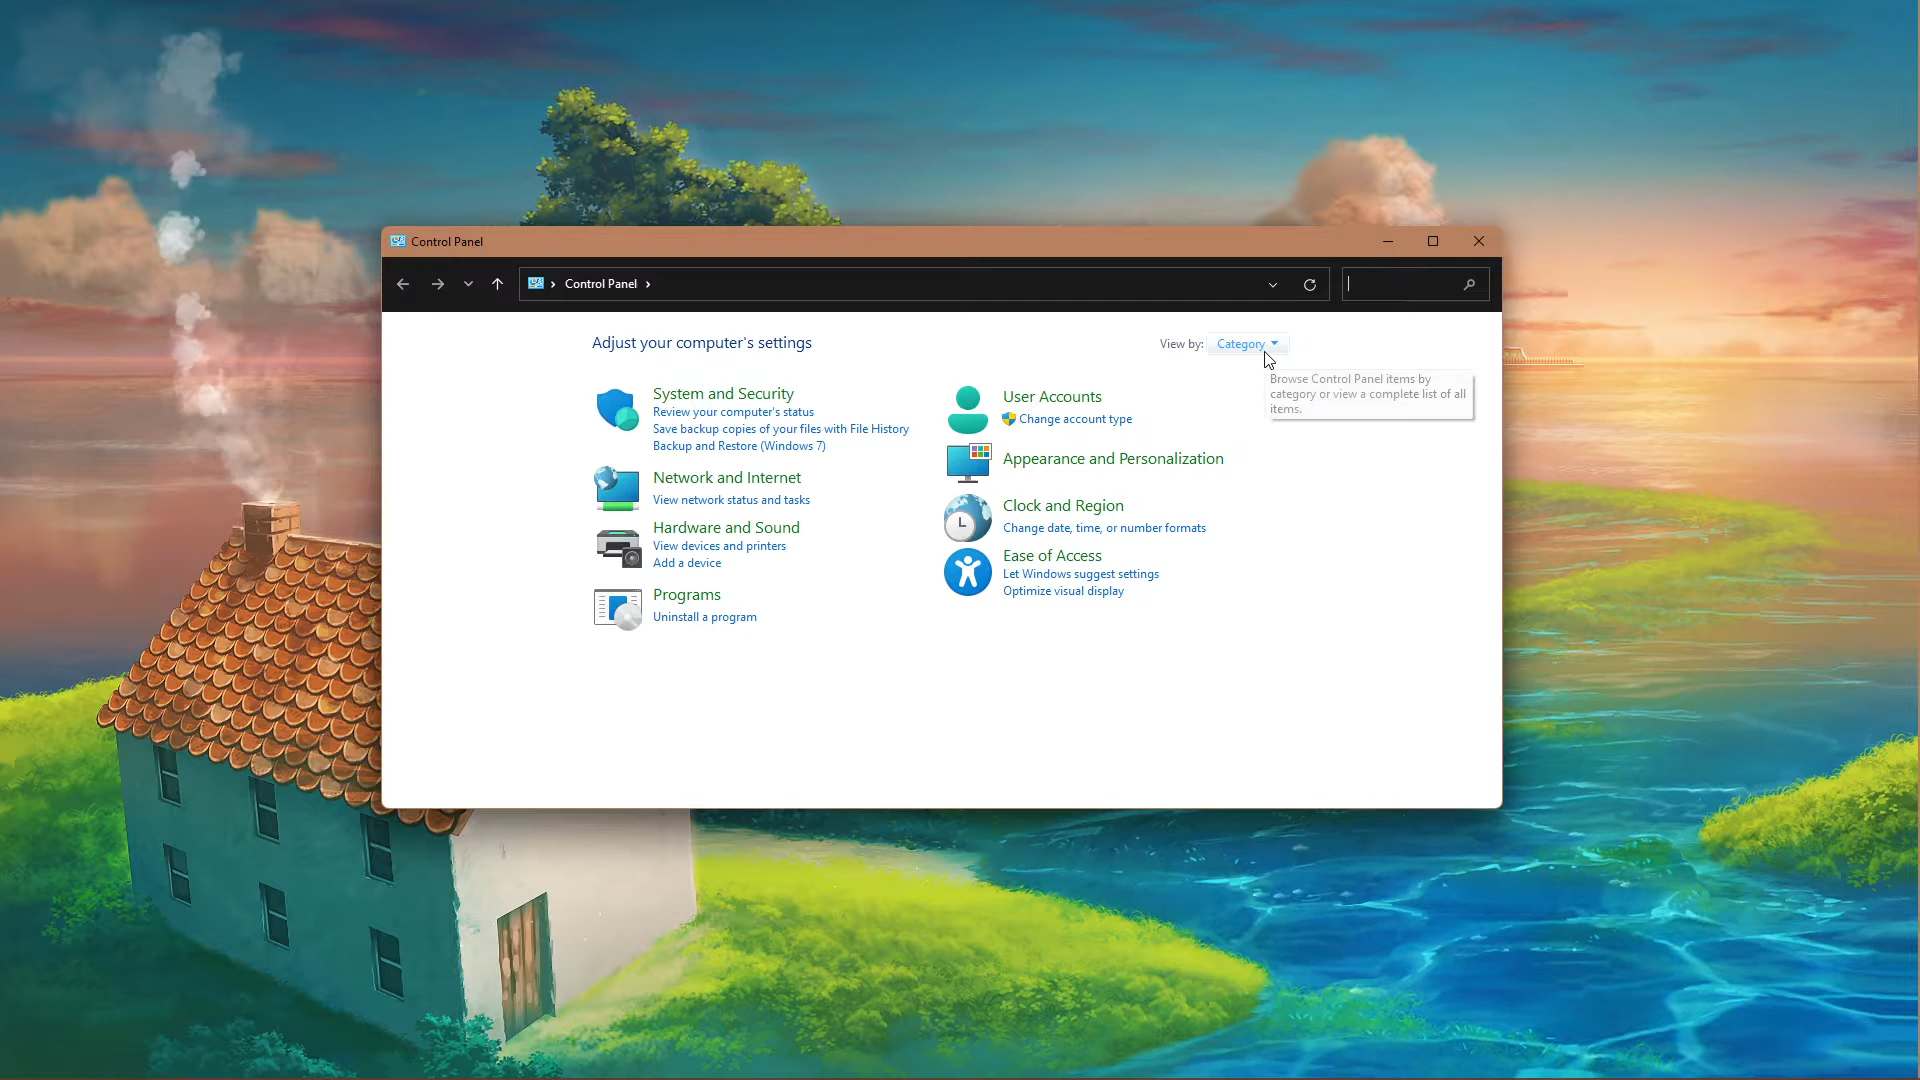 Control Panel
Control Panel
Adjust your computer's settings
View by: Category
Browse Control Panel items by
category or view a complete list of all
items.
System and Security
Review your computer's status
Save backup copies of your files with File History
Backup and Restore (Windows 7)
Network and Internet
View network status and tasks
Hardware and Sound
View devices and printers
Add a device
Programs
Uninstall a program
User Accounts
Change account type
Appearance and Personalization
Clock and Region
Change date, time, or number formats
Ease of Access
Let Windows suggest settings
Optimize visual display